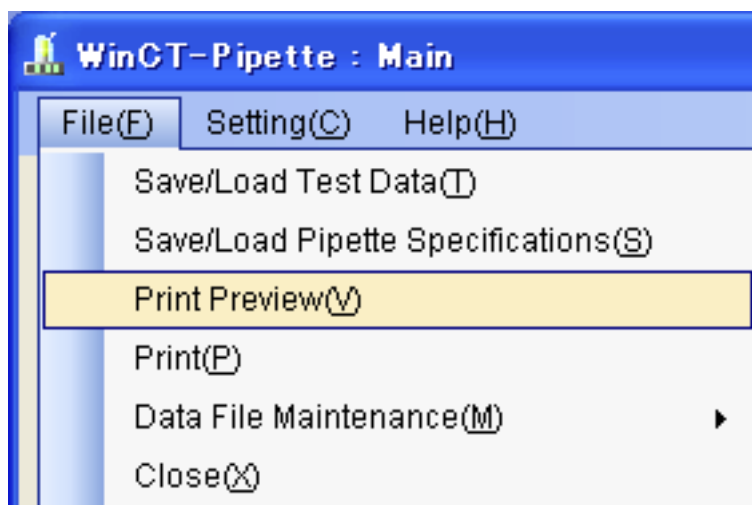 WinCT-Pipette : Main
File(F) Setting(C) Help(H)
Save/Load Test Data(T)
Save/Load Pipette Specifications(S)
Print Preview(V)
Print(P)
Data File Maintenance(M)
Close(X)